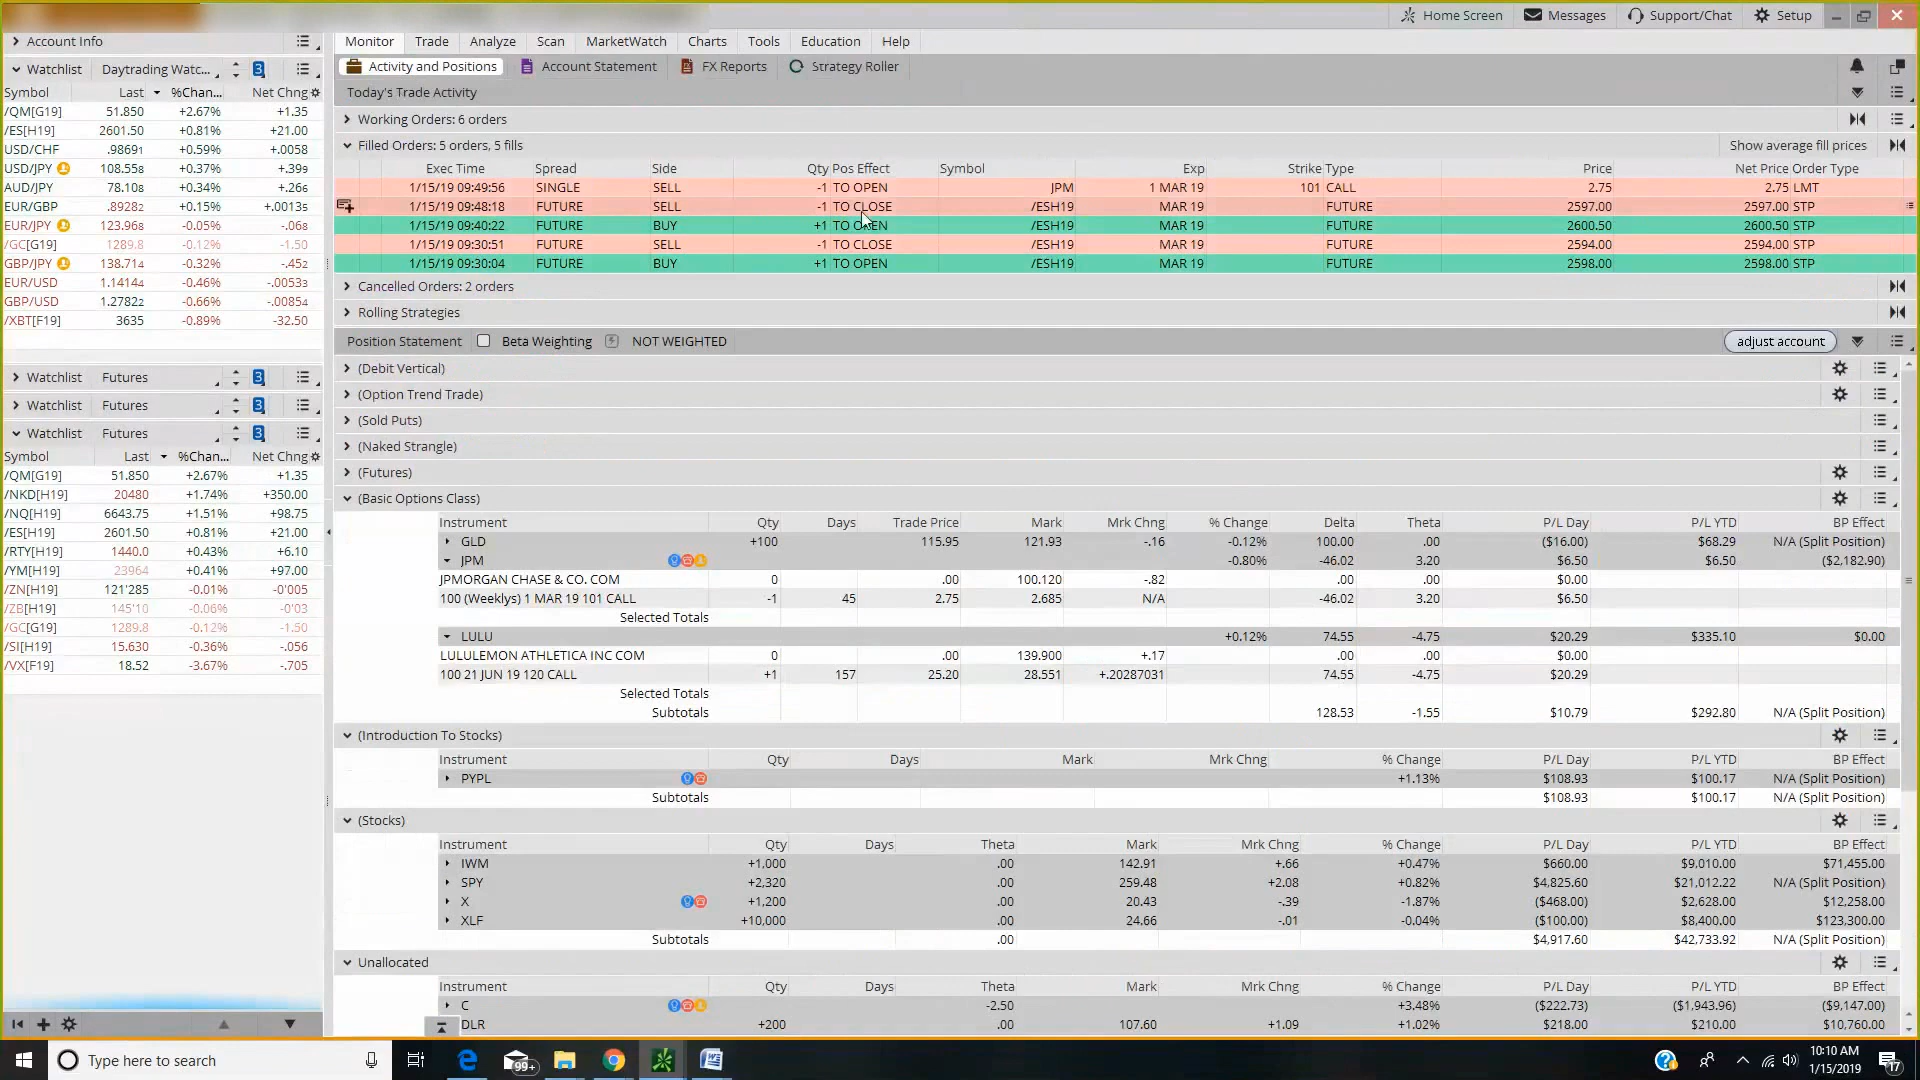 Home Screen Messages Support/Chat Setup
Account Info
Monitor Trade Analyze Scan MarketWatch Charts Tools Education Help
Watchlist Daytrading Watc... 3
Activity and Positions Account Statement FX Reports Strategy Roller
Symbol Last %Chan... Net Chng
/QM[G19] 51.850 +2.67% +1.35
/ES[H19] 2601.50 +0.81% +21.00
USD/CHF .98691 +0.59% +.0058
USD/JPY 108.558 +0.37% +.399
AUD/JPY 78.108 +0.34% +.266
EUR/GBP .89282 +0.15% +.00135
EUR/JPY 123.968 -0.05% -.068
/GC[G19] 1289.8 -0.12% -1.50
GBP/JPY 138.714 -0.32% -.452
EUR/USD 1.14144 -0.46% -.00533
GBP/USD 1.27822 -0.66% -.00854
/XBT[F19] 3635 -0.89% -32.50
Watchlist Futures 3
Watchlist Futures 3
Watchlist Futures 3
Symbol Last %Chan... Net Chng
/QM[G19] 51.850 +2.67% +1.35
/NKD[H19] 20480 +1.74% +350.00
/NQ[H19] 6643.75 +1.51% +98.75
/ES[H19] 2601.50 +0.81% +21.00
/RTY[H19] 1440.0 +0.43% +6.10
/YM[H19] 23964 +0.41% +97.00
/ZN[H19] 121'285 -0.01% -0'005
/ZB[H19] 145'10 -0.06% -0'03
/GC[G19] 1289.8 -0.12% -1.50
/SI[H19] 15.630 -0.36% -.056
/VX[F19] 18.52 -3.67% -.705
Today's Trade Activity
Working Orders: 6 orders
Filled Orders: 5 orders, 5 fills Show average fill prices
Exec Time Spread Side Qty Pos Effect Symbol Exp Strike Type Price Net Price Order Type
1/15/19 09:49:56 SINGLE SELL -1 TO OPEN JPM 1 MAR 19 101 CALL 2.75 2.75 LMT
1/15/19 09:48:18 FUTURE SELL -1 TO CLOSE /ESH19 MAR 19 FUTURE 2597.00 2597.00 STP
1/15/19 09:40:22 FUTURE BUY +1 TO OPEN /ESH19 MAR 19 FUTURE 2600.50 2600.50 STP
1/15/19 09:30:51 FUTURE SELL -1 TO CLOSE /ESH19 MAR 19 FUTURE 2594.00 2594.00 STP
1/15/19 09:30:04 FUTURE BUY +1 TO OPEN /ESH19 MAR 19 FUTURE 2598.00 2598.00 STP
Cancelled Orders: 2 orders
Rolling Strategies
Position Statement Beta Weighting NOT WEIGHTED adjust account
(Debit Vertical)
(Option Trend Trade)
(Sold Puts)
(Naked Strangle)
(Futures)
(Basic Options Class)
Instrument Qty Days Trade Price Mark Mrk Chng % Change Delta Theta P/L Day P/L YTD BP Effect
GLD +100 115.95 121.93 -.16 -0.12% 100.00 .00 ($16.00) $68.29 N/A (Split Position)
JPM -0.80% -46.02 3.20 $6.50 $6.50 ($2,182.90)
JPMORGAN CHASE & CO. COM 0 .00 100.120 -.82 .00 .00 $0.00
100 (Weeklys) 1 MAR 19 101 CALL -1 45 2.75 2.685 N/A -46.02 3.20 $6.50
Selected Totals
LULU +0.12% 74.55 -4.75 $20.29 $335.10 $0.00
LULULEMON ATHLETICA INC COM 0 .00 139.900 +.17 .00 .00 $0.00
100 21 JUN 19 120 CALL +1 157 25.20 28.551 +.20287031 74.55 -4.75 $20.29
Selected Totals
Subtotals 128.53 -1.55 $10.79 $292.80 N/A (Split Position)
(Introduction To Stocks)
Instrument Qty Days Mark Mrk Chng % Change P/L Day P/L YTD BP Effect
PYPL +1.13% $108.93 $100.17 N/A (Split Position)
Subtotals $108.93 $100.17 N/A (Split Position)
(Stocks)
Instrument Qty Days Theta Mark Mrk Chng % Change P/L Day P/L YTD BP Effect
IWM +1,000 .00 142.91 +.66 +0.47% $660.00 $9,010.00 $71,455.00
SPY +2,320 .00 259.48 +2.08 +0.82% $4,825.60 $21,012.22 N/A (Split Position)
X +1,200 .00 20.43 -.39 -1.87% ($468.00) $2,628.00 $12,258.00
XLF +10,000 .00 24.66 -.01 -0.04% ($100.00) $8,400.00 $123,300.00
Subtotals .00 $4,917.60 $42,733.92 N/A (Split Position)
Unallocated
Instrument Qty Days Theta Mark Mrk Chng % Change P/L Day P/L YTD BP Effect
C -2.50 +3.48% ($222.73) ($1,943.96) ($9,147.00)
DLR +200 .00 107.60 +1.09 +1.02% $218.00 $210.00 $10,760.00
Type here to search 99+ 10:10 AM
1/15/2019 17